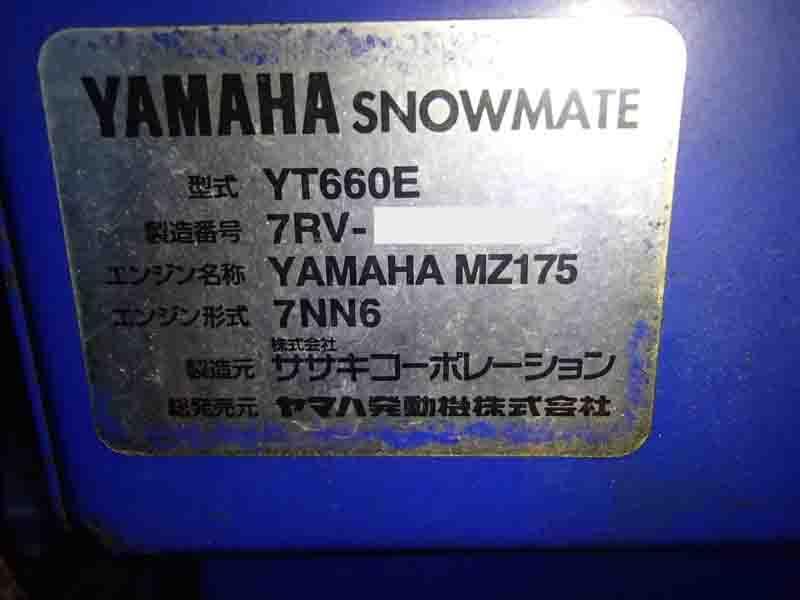 YAMAHA SNOWMATE
型式 YT660E
製造番号 7RV-
エンジン名称 YAMAHA MZ175
エンジン形式 7NN6
株式会社
製造元 ササキコーポレーション
総発売元 ヤマハ発動機株式会社